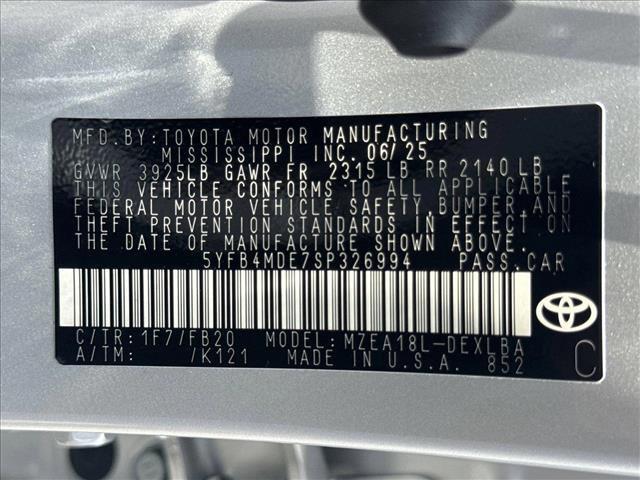 MFD. BY: TOYOTA MOTOR MANUFACTURING
MISSISSIPPI INC. 06/25
GVWR 3925LB GAWR FR 2315 LB RR 2140 LB
THIS VEHICLE CONFORMS TO ALL APPLICABLE
FEDERAL MOTOR VEHICLE SAFETY, BUMPER, AND
THEFT PREVENTION STANDARDS IN EFFECT ON
THE DATE OF MANUFACTURE SHOWN ABOVE.
5YFB4MDE7SP326994 PASS. CAR
C/TR: 1F7/FB20 MODEL: MZEA18L-DEXLBA
A/TM: /K121 MADE IN U.S.A. 852
C